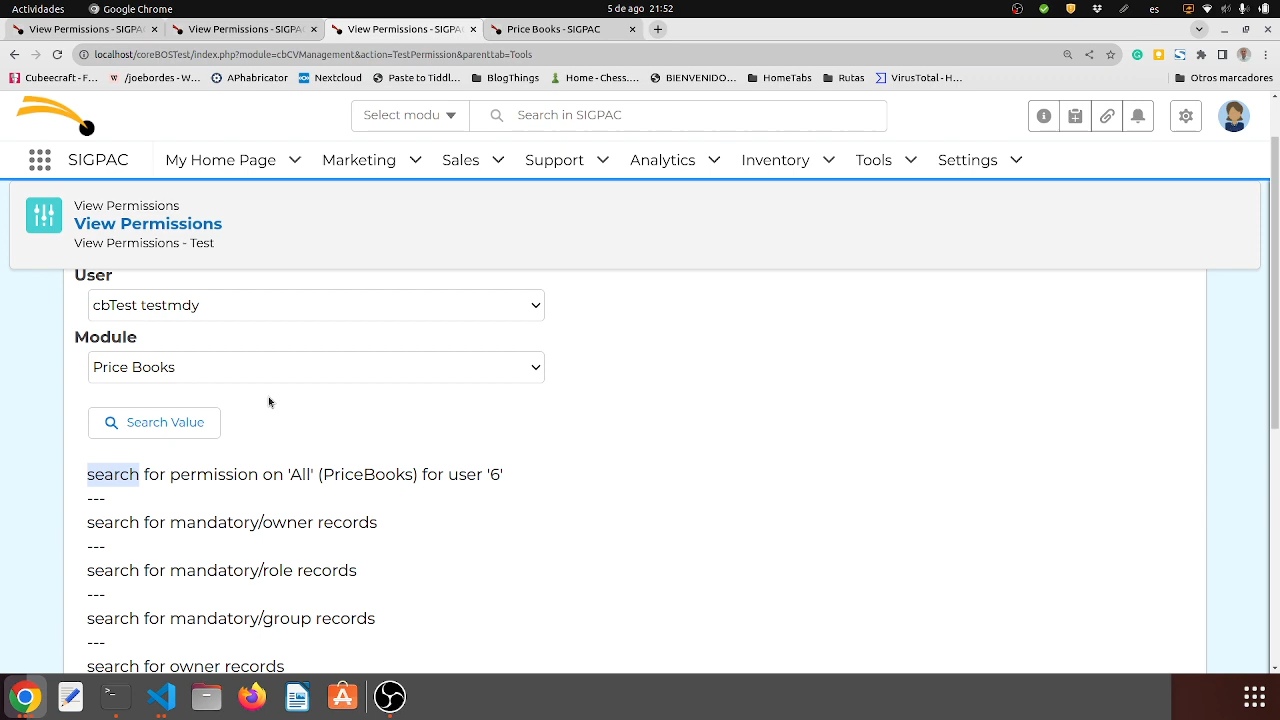 Actividades
Google Chrome
5 de ago 21:52
es
View Permissions - SIGPA
View Permissions - SIGPA
View Permissions - SIGPA
Price Books - SIGPAC
localhost/coreBOSTest/index.php?module=cbCVManagement&action=TestPermission&parenttab=Tools
Cubecraft - F...
/joebordes - W...
APhabricator
Nextcloud
Paste to Tiddl...
BlogThings
Home - Chess....
BIENVENIDO...
HomeTabs
Rutas
VirusTotal - H...
Otros marcadores
Select modu
Search in SIGPAC
SIGPAC
My Home Page
Marketing
Sales
Support
Analytics
Inventory
Tools
Settings
View Permissions
View Permissions
View Permissions - Test
User
cbTest testmdy
Module
Price Books
Search Value
search for permission on 'All' (PriceBooks) for user '6'
---
search for mandatory/owner records
---
search for mandatory/role records
---
search for mandatory/group records
---
search for owner records